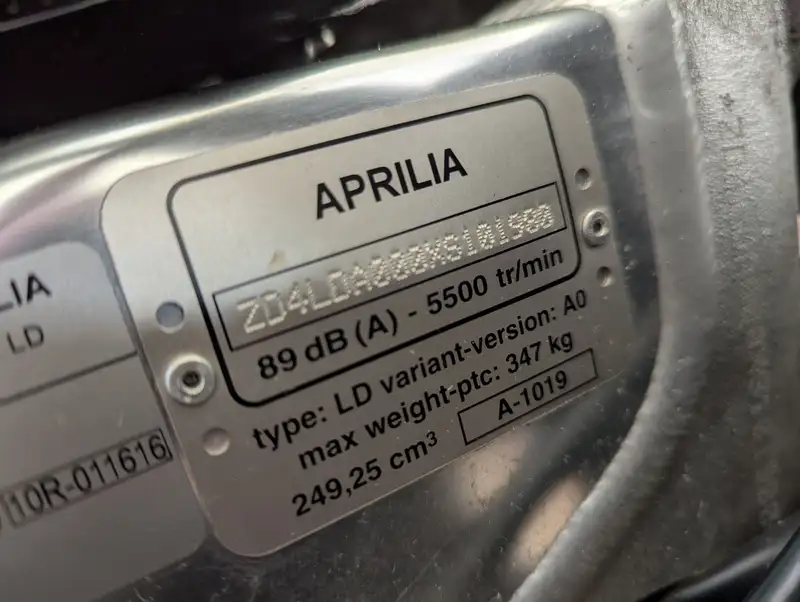 LIA
LD
10R-011616
APRILIA
ZD4LDA000XS101980
89 dB (A) - 5500 tr/min
type: LD variant-version: A0
max weight-ptc: 347 kg
249,25 cm³
A-1019